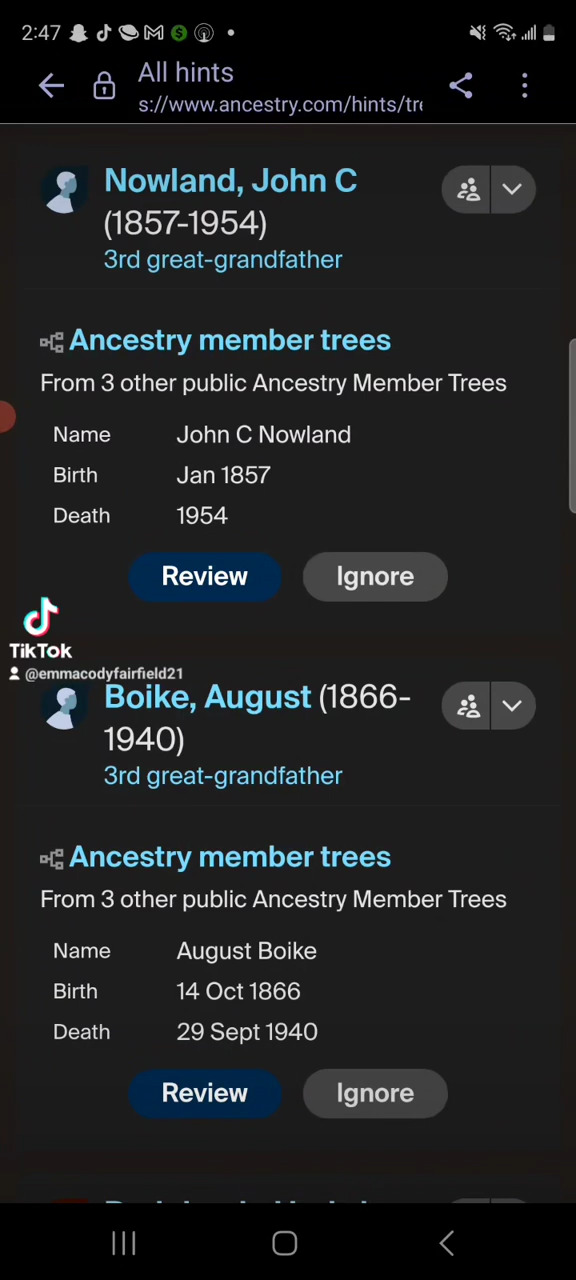 2:47
All hints
s://www.ancestry.com/hints/tre
Nowland, John C
(1857-1954)
3rd great-grandfather
Ancestry member trees
From 3 other public Ancestry Member Trees
Name John C Nowland
Birth Jan 1857
Death 1954
Review Ignore
TikTok
@emmacodyfairfield21
Boike, August (1866-
1940)
3rd great-grandfather
Ancestry member trees
From 3 other public Ancestry Member Trees
Name August Boike
Birth 14 Oct 1866
Death 29 Sept 1940
Review Ignore